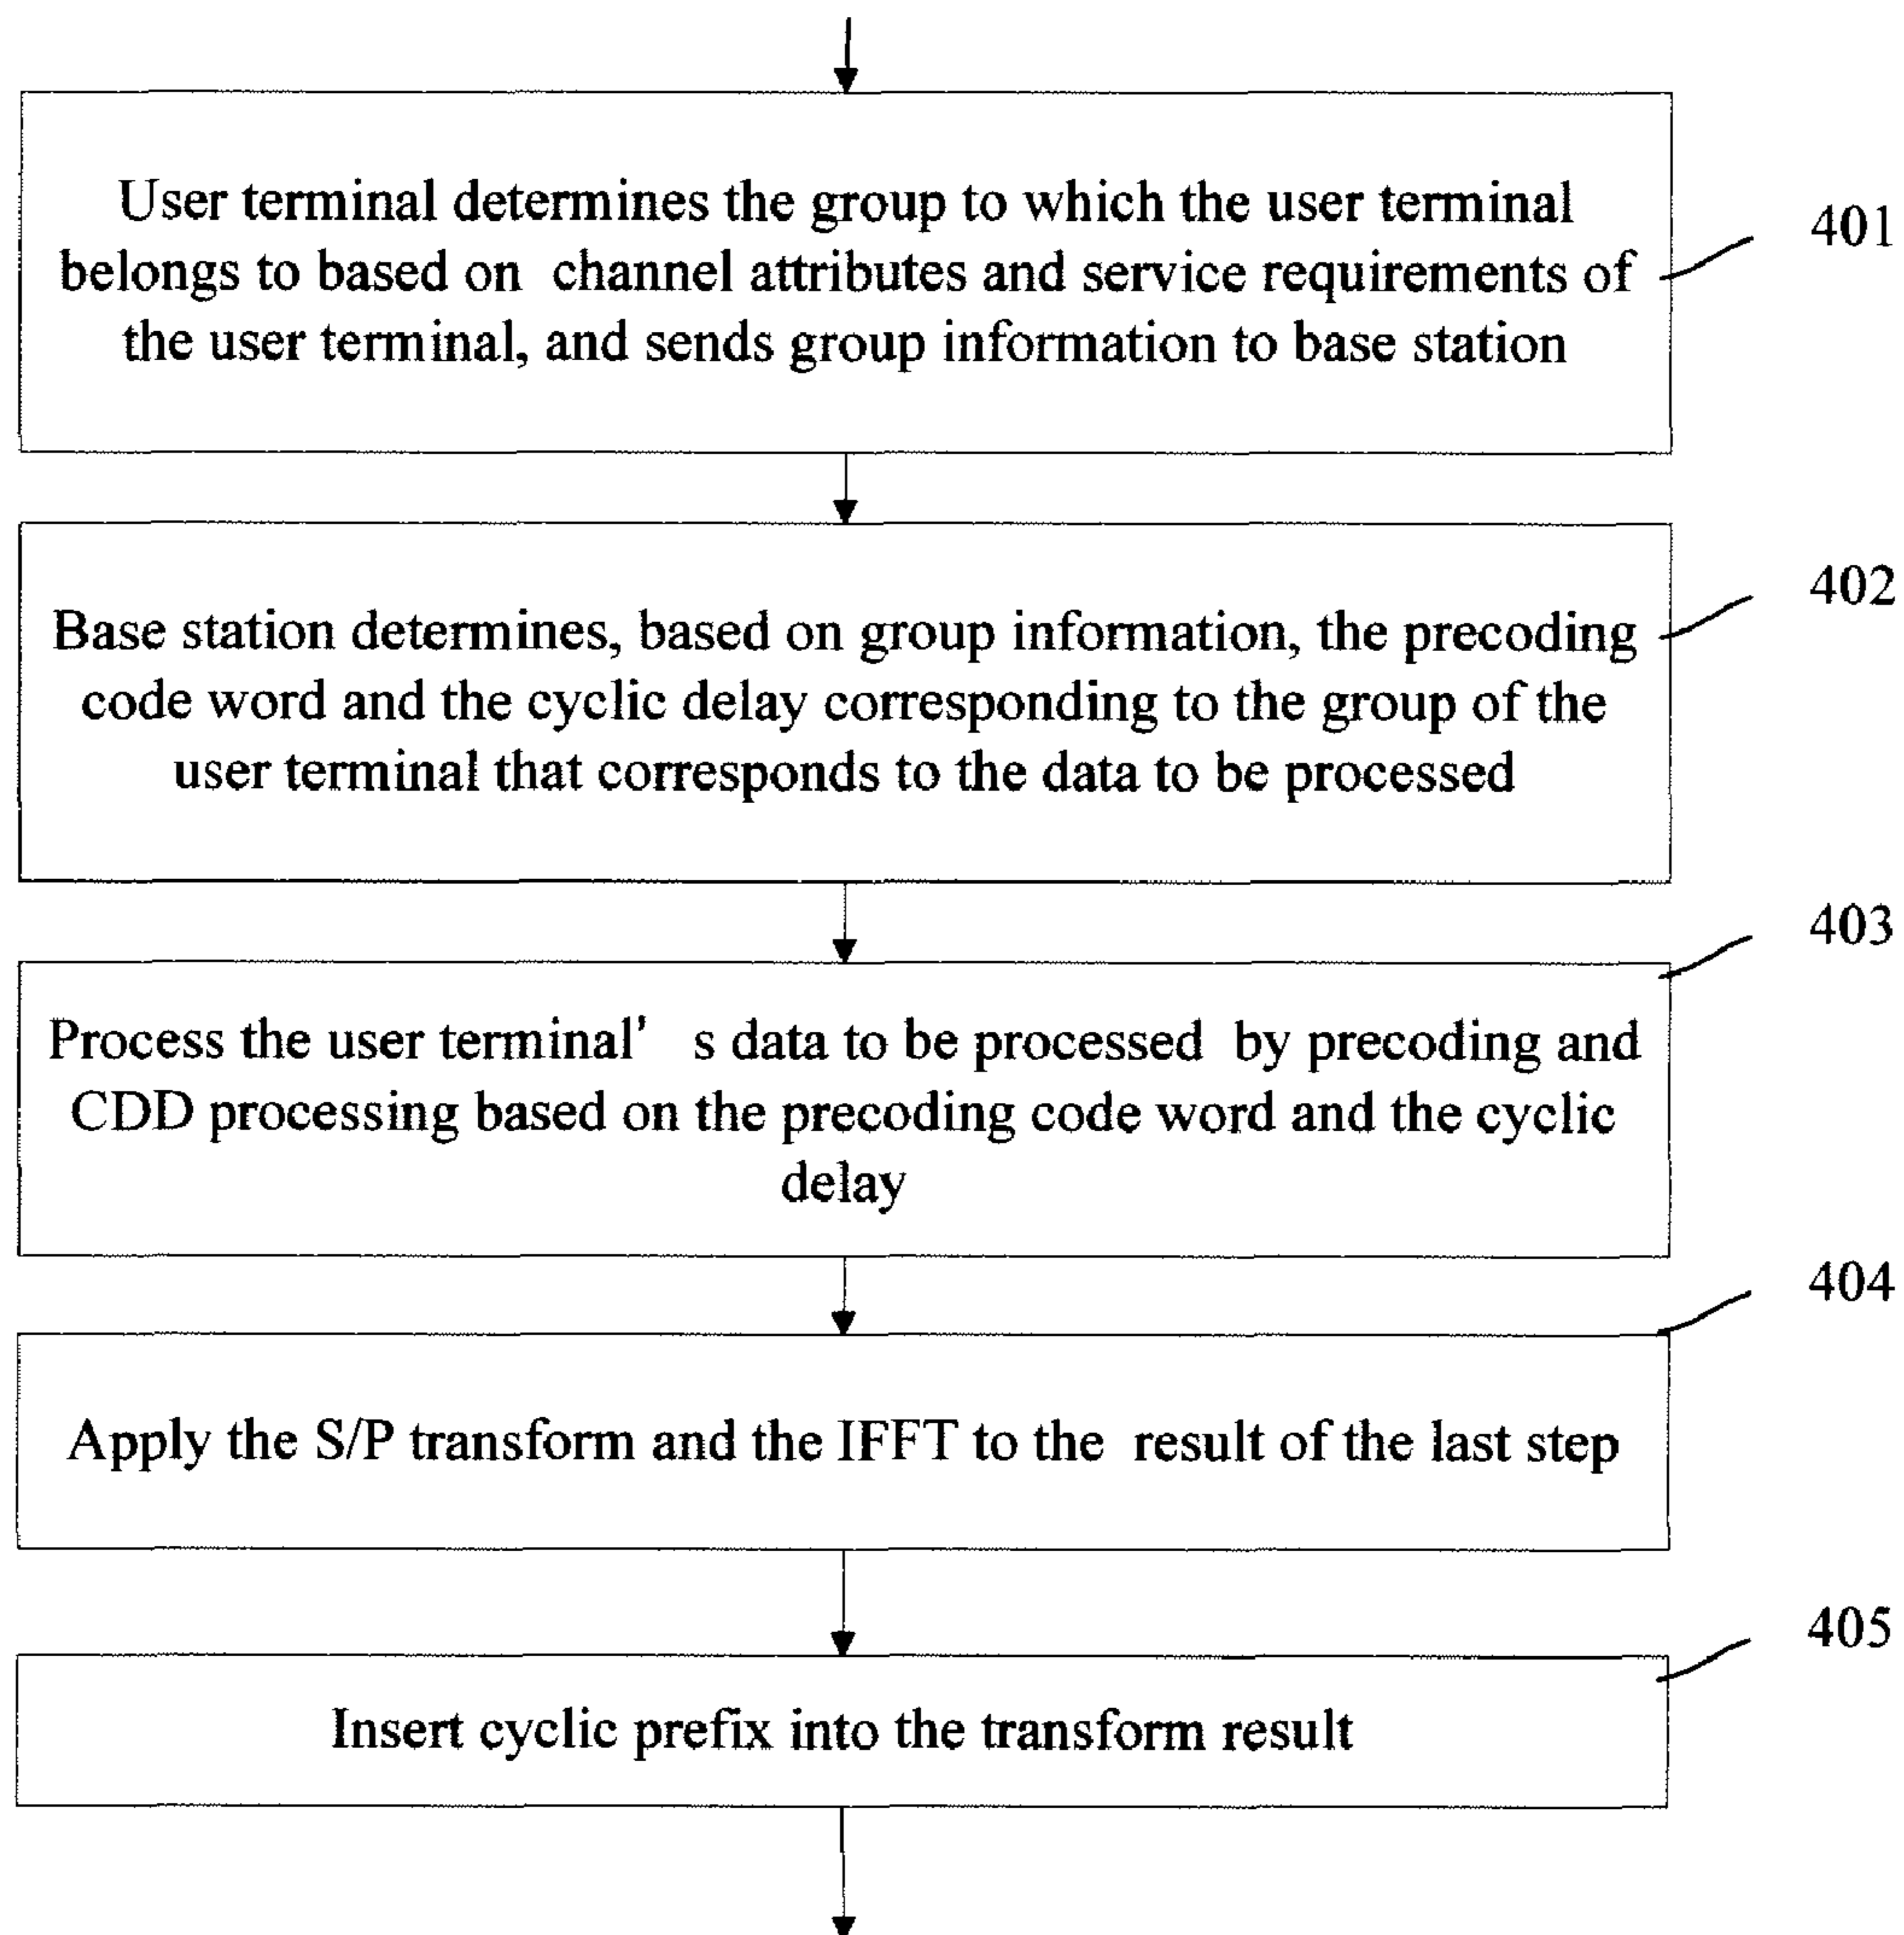 User terminal determines the group to which the user terminal
belongs to based on channel attributes and service requirements of
the user terminal, and sends group information to base station
401
Base station determines, based on group information, the precoding
code word and the cyclic delay corresponding to the group of the
user terminal that corresponds to the data to be processed
402
Process the user terminal' s data to be processed by precoding and
CDD processing based on the precoding code word and the cyclic
delay
403
Apply the S/P transform and the IFFT to the result of the last step
404
Insert cyclic prefix into the transform result
405